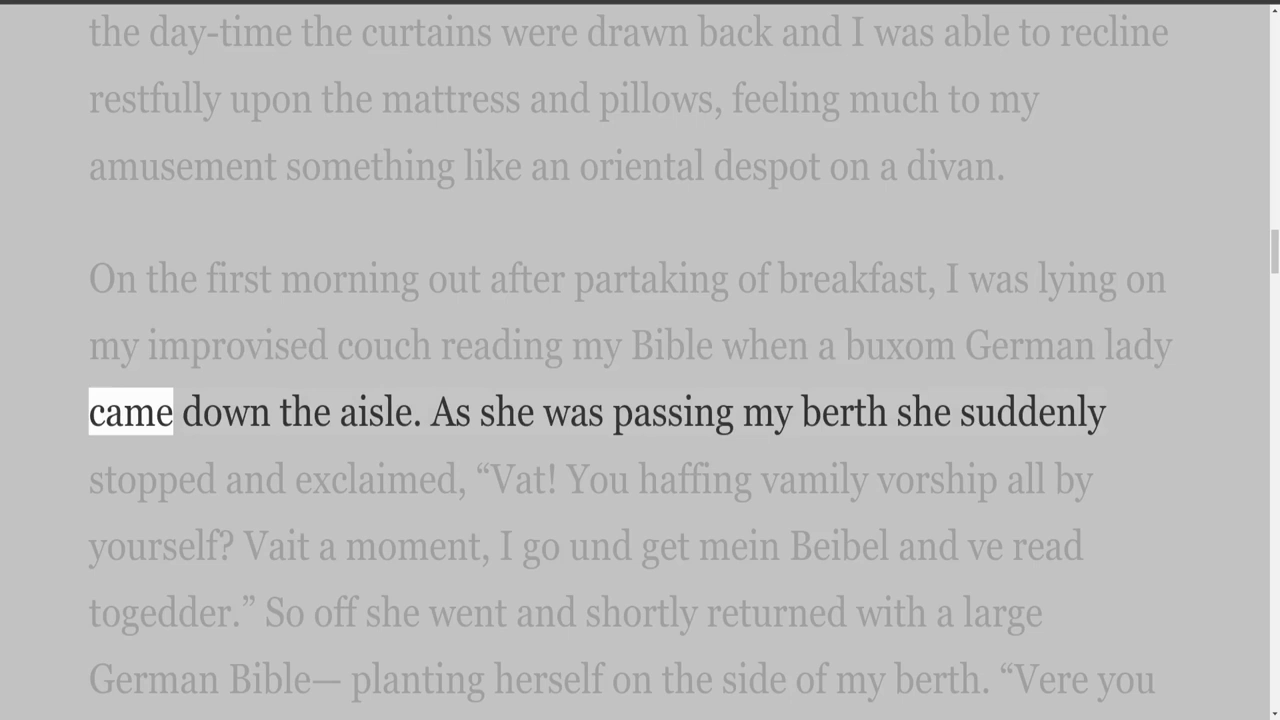 the day-time the curtains were drawn back and I was able to recline
restfully upon the mattress and pillows, feeling much to my
amusement something like an oriental despot on a divan.
On the first morning out after partaking of breakfast, I was lying on
my improvised couch reading my Bible when a buxom German lady
came down the aisle. As she was passing my berth she suddenly
stopped and exclaimed, “Vat! You haffing vamily vorship all by
yourself? Vait a moment, I go und get mein Beibel and ve read
togedder.” So off she went and shortly returned with a large
German Bible— planting herself on the side of my berth. “Vere you